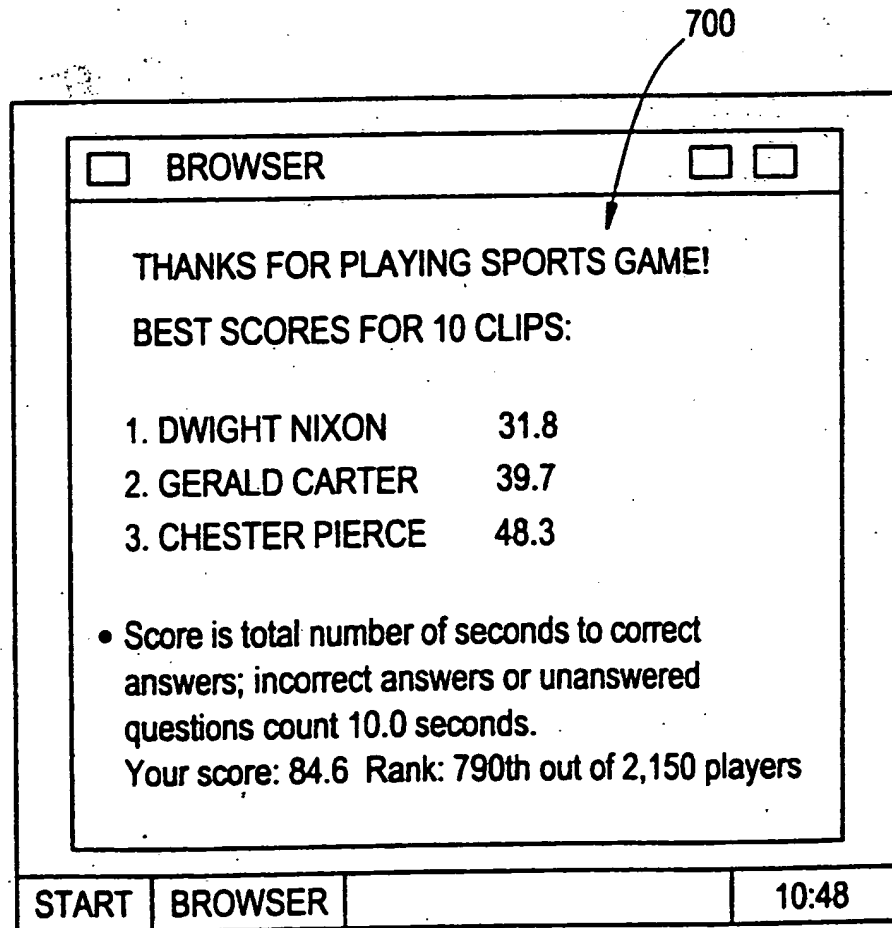 700
BROWSER
THANKS FOR PLAYING SPORTS GAME!
BEST SCORES FOR 10 CLIPS:
1. DWIGHT NIXON 31.8
2. GERALD CARTER 39.7
3. CHESTER PIERCE 48.3
• Score is total number of seconds to correct
answers; incorrect answers or unanswered
questions count 10.0 seconds.
Your score: 84.6 Rank: 790th out of 2,150 players
START BROWSER 10:48